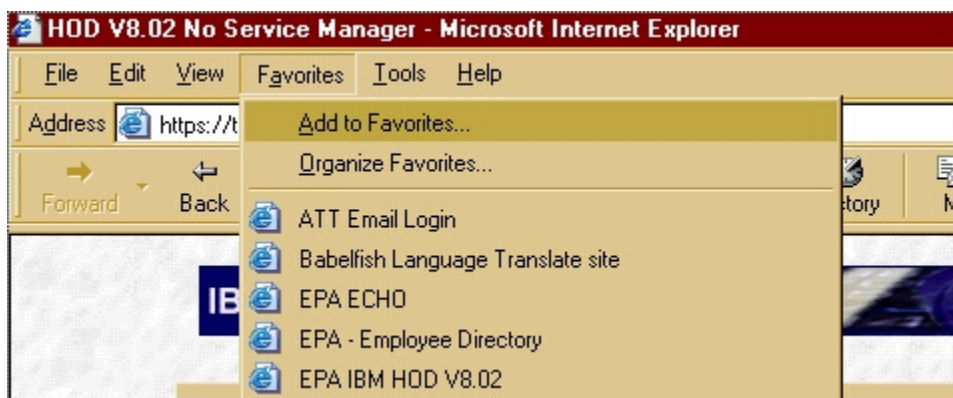 HOD V8.02 No Service Manager - Microsoft Internet Explorer
File Edit View Favorites Tools Help
Address https://t
Add to Favorites...
Organize Favorites...
Forward Back tory
ATT Email Login
Babelfish Language Translate site
EPA ECHO
EPA - Employee Directory
EPA IBM HOD V8.02
IB